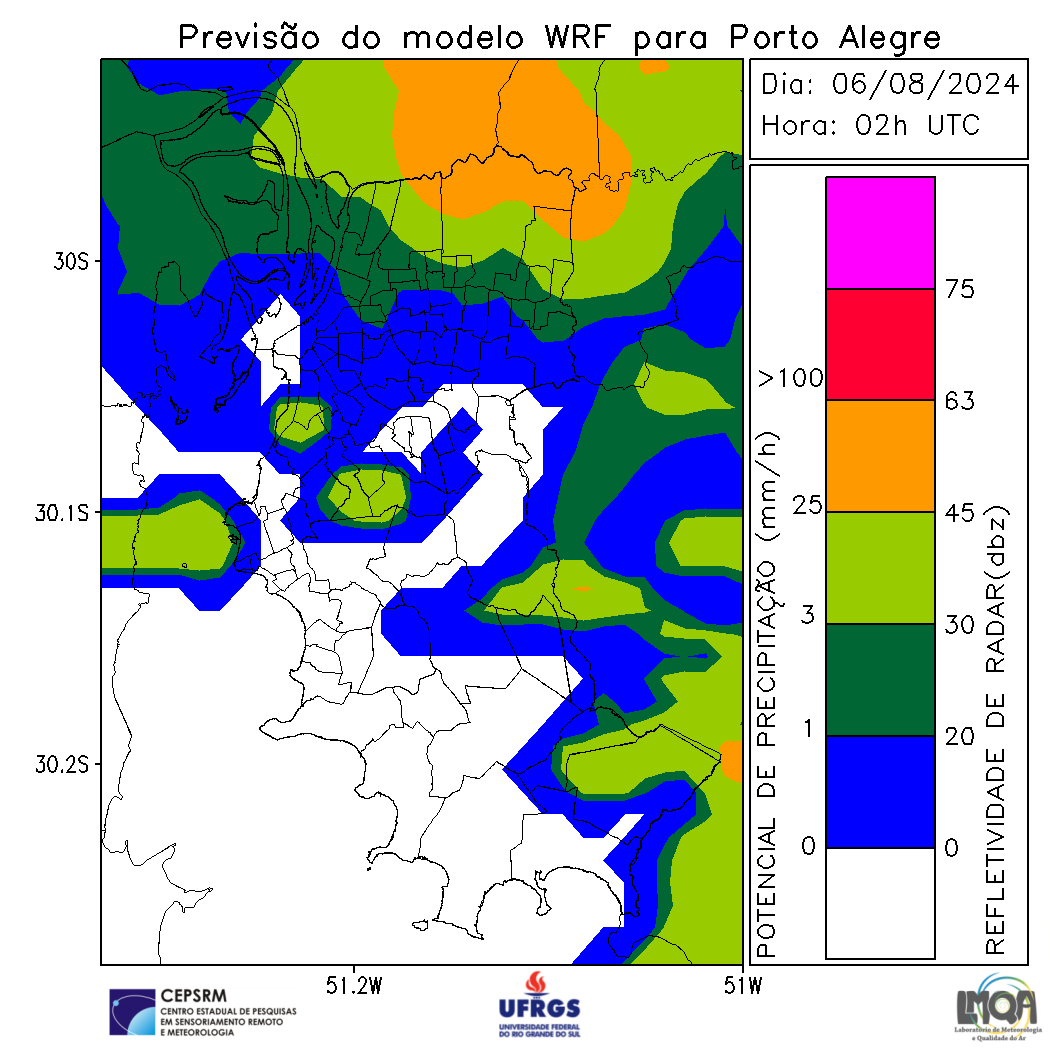 Previsão do modelo WRF para Porto Alegre
Dia: 06/08/2024
Hora: 02h UTC
30S
30.1S
30.2S
51.2W
51W
POTENCIAL DE PRECIPITAÇÃO (mm/h)
>100
25
3
1
0
75
63
45
30
20
0
REFLETIVIDADE DE RADAR(dbz)
CEPSRM
CENTRO ESTADUAL DE PESQUISAS
EM SENSORIAMENTO REMOTO
E METEOROLOGIA
UFRGS
UNIVERSIDADE FEDERAL
DO RIO GRANDE DO SUL
LMQA
Laboratório de Meteorologia
e Qualidade do Ar